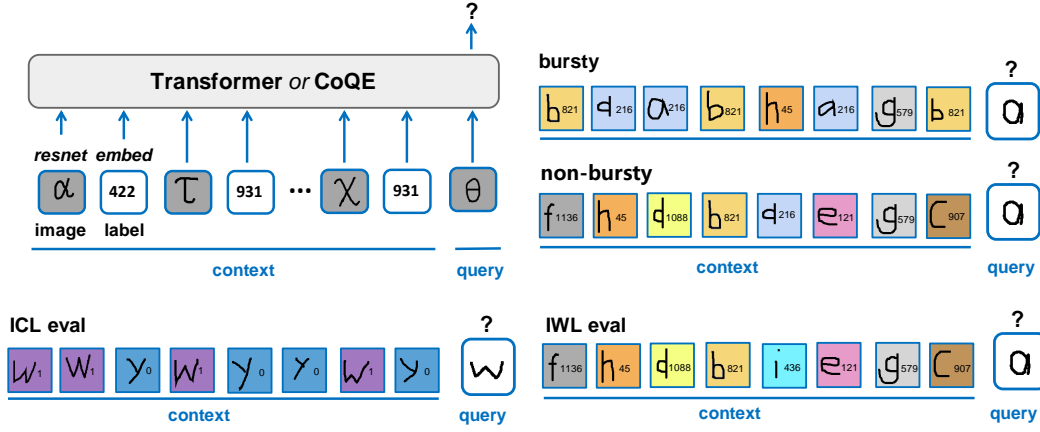 ?
Transformer or CoQE
resnet embed
α 422 τ 931 ••• χ 931 θ
image label
context query
bursty
?
b 821 d 216 a 216 b 821 h 45 a 216 g 579 b 821 a
non-bursty
?
f 1136 h 45 d 1088 b 821 d 216 e 121 g 579 C 907 a
context query
ICL eval
?
w 1 W 1 y 0 w 1 y 0 y 0 w 1 y 0 w
context query
IWL eval
?
f 1136 h 45 d 1088 b 821 i 436 e 121 g 579 C 907 a
context query